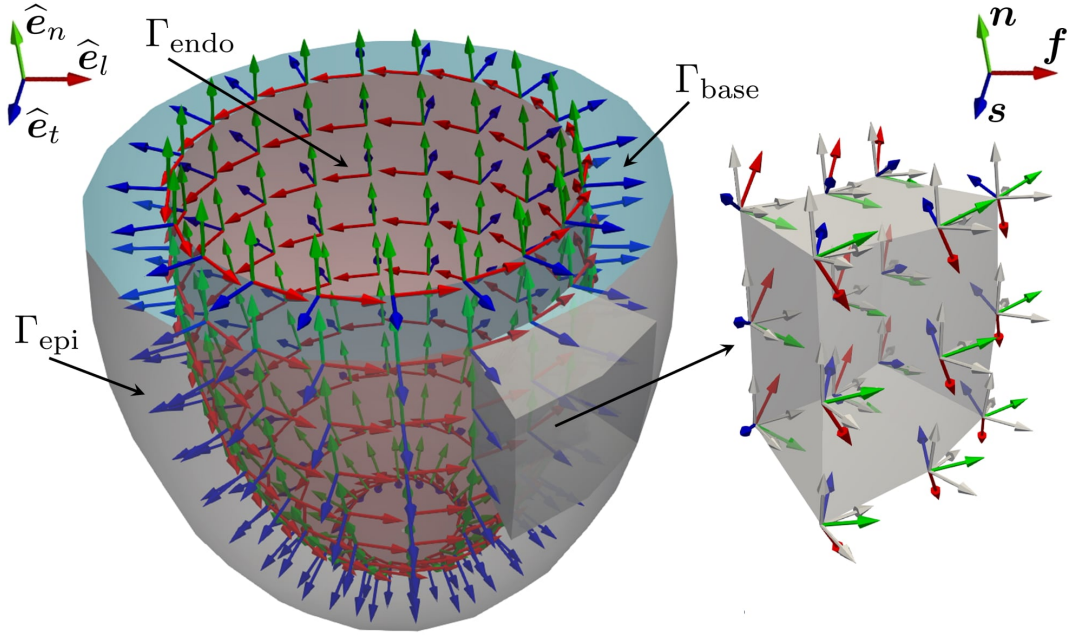 ê_n
ê_l
ê_t
Γ_endo
Γ_base
Γ_epi
n
f
s